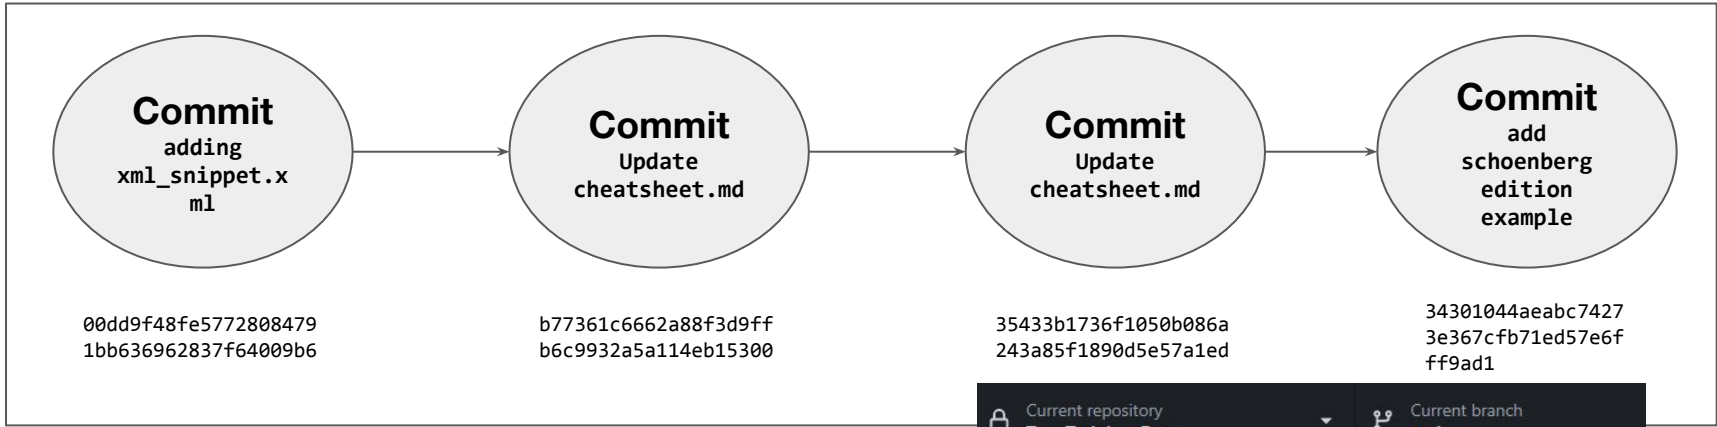 Commit
adding
xml_snippet.x
ml
Commit
Update
cheatsheet.md
Commit
Update
cheatsheet.md
Commit
add
schoenberg
edition
example
00dd9f48fe5772808479
1bb636962837f64009b6
b77361c6662a88f3d9ff
b6c9932a5a114eb15300
35433b1736f1050b086a
243a85f1890d5e57a1ed
34301044aeabc7427
3e367cfb71ed57e6f
ff9ad1
Current repository
Current branch